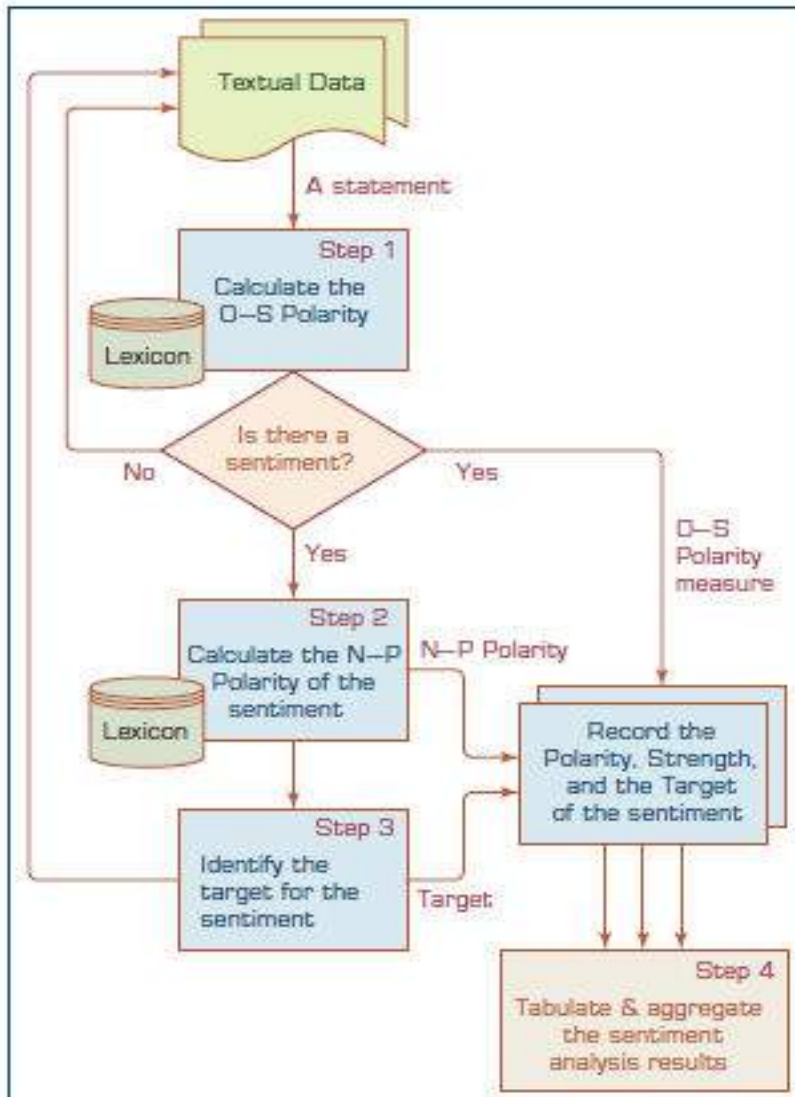 Textual Data
A statement
Step 1
Calculate the
O–S Polarity
Lexicon
Is there a
sentiment?
No
Yes
Yes
O–S
Polarity
measure
Step 2
Calculate the N–P
Polarity of the
sentiment
N–P Polarity
Lexicon
Record the
Polarity, Strength,
and the Target
of the sentiment
Step 3
Identify the
target for the
sentiment
Target
Step 4
Tabulate & aggregate
the sentiment
analysis results